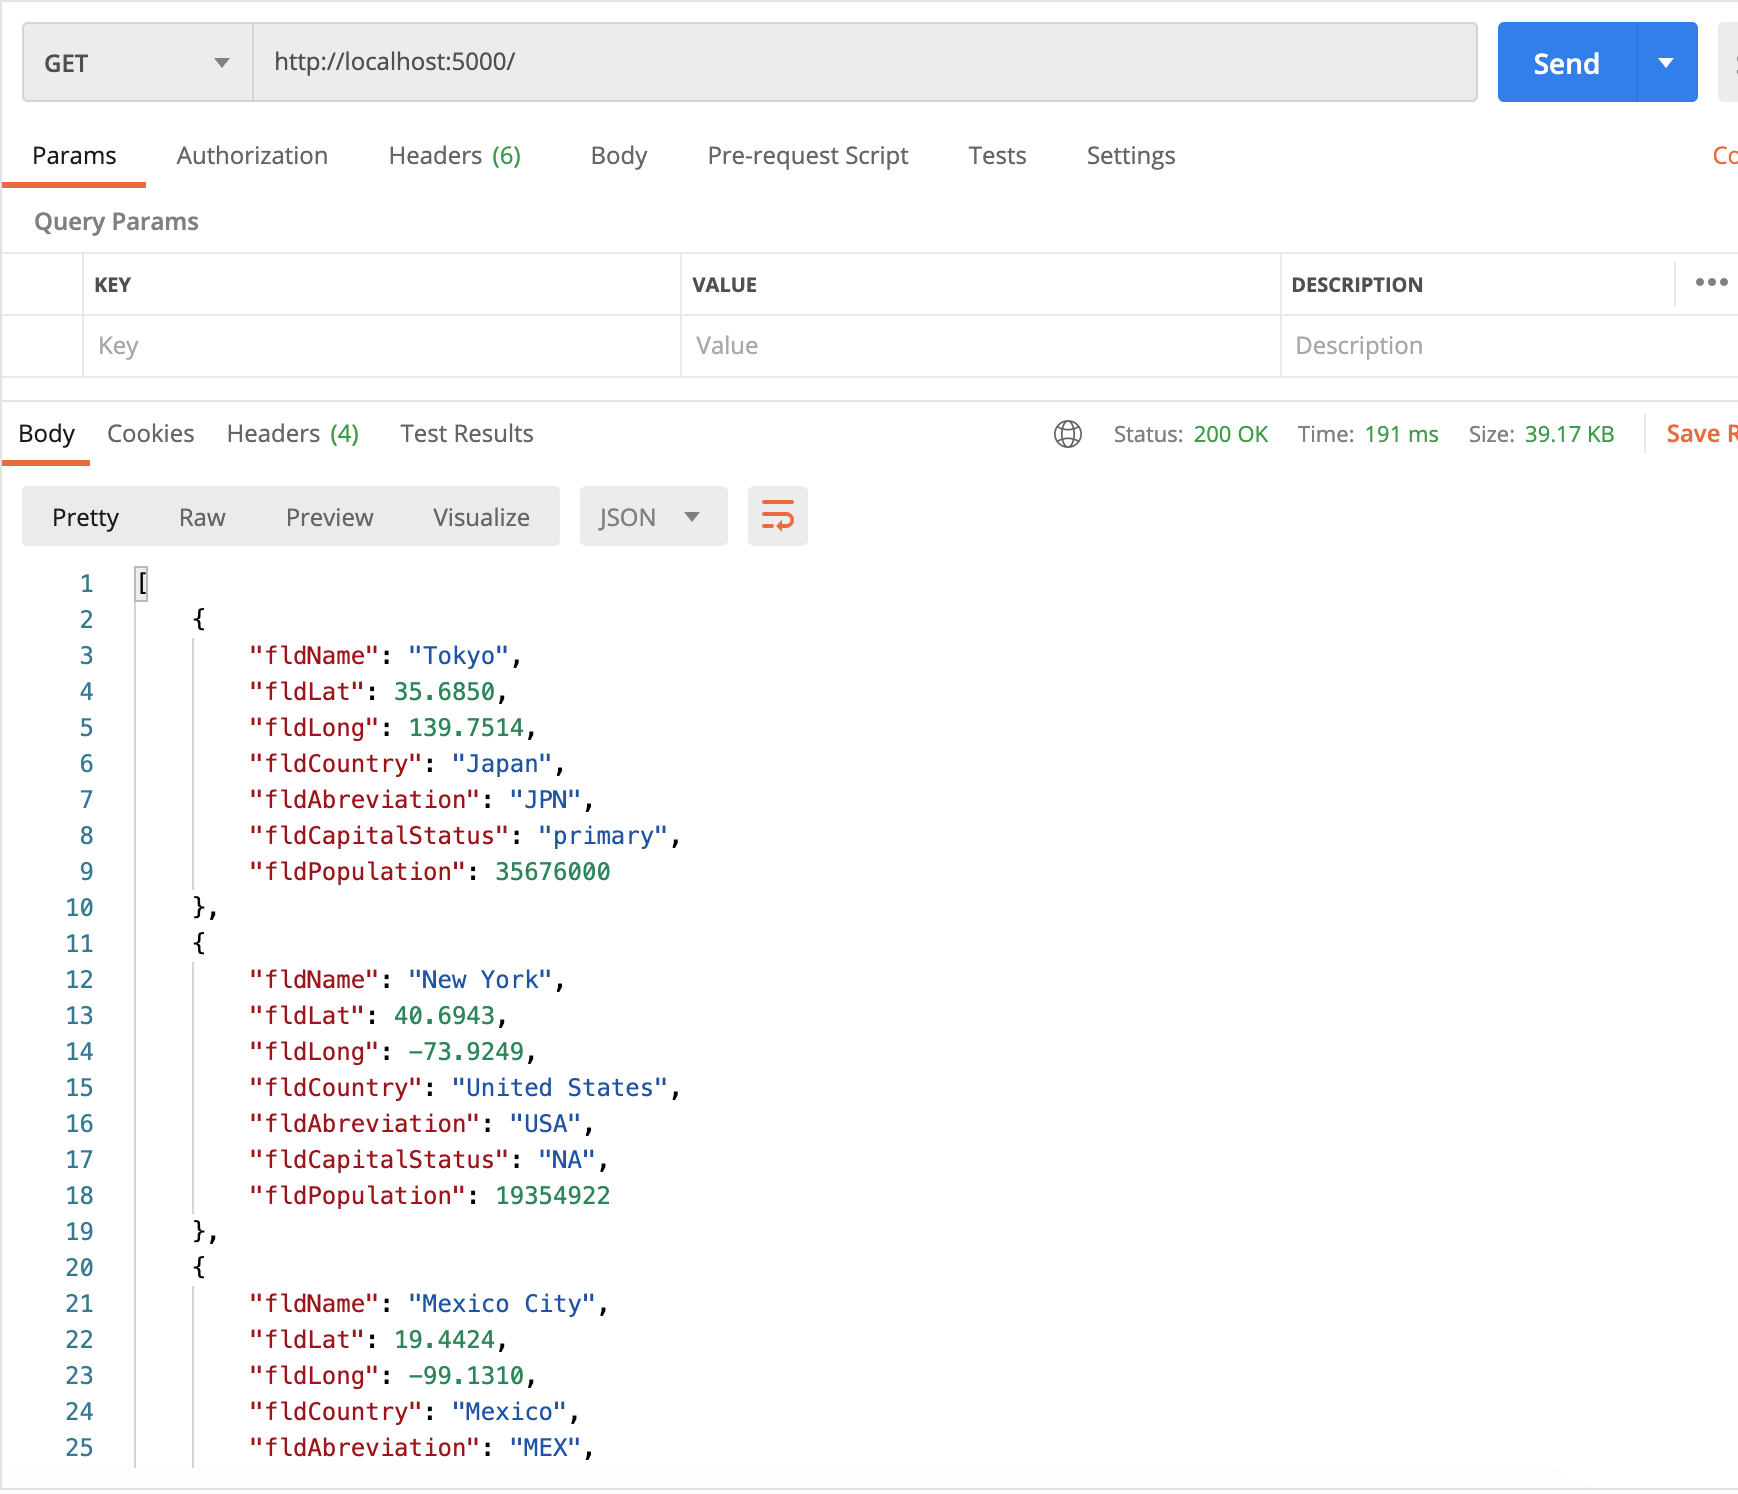 GET http://localhost:5000/ Send
Params Authorization Headers (6) Body Pre-request Script Tests Settings Co
Query Params
KEY VALUE DESCRIPTION •••
Key Value Description
Body Cookies Headers (4) Test Results Status: 200 OK Time: 191 ms Size: 39.17 KB Save R
Pretty Raw Preview Visualize JSON
1 [
2 {
3 "fldName": "Tokyo",
4 "fldLat": 35.6850,
5 "fldLong": 139.7514,
6 "fldCountry": "Japan",
7 "fldAbreviation": "JPN",
8 "fldCapitalStatus": "primary",
9 "fldPopulation": 35676000
10 },
11 {
12 "fldName": "New York",
13 "fldLat": 40.6943,
14 "fldLong": -73.9249,
15 "fldCountry": "United States",
16 "fldAbreviation": "USA",
17 "fldCapitalStatus": "NA",
18 "fldPopulation": 19354922
19 },
20 {
21 "fldName": "Mexico City",
22 "fldLat": 19.4424,
23 "fldLong": -99.1310,
24 "fldCountry": "Mexico",
25 "fldAbreviation": "MEX",